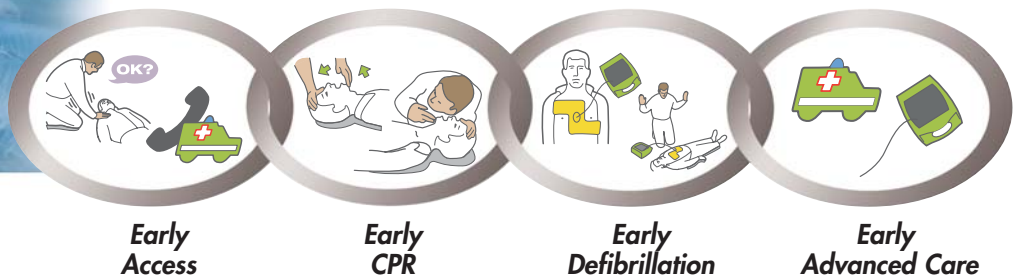 OK?
Early
Access
Early
CPR
Early
Defibrillation
Early
Advanced Care